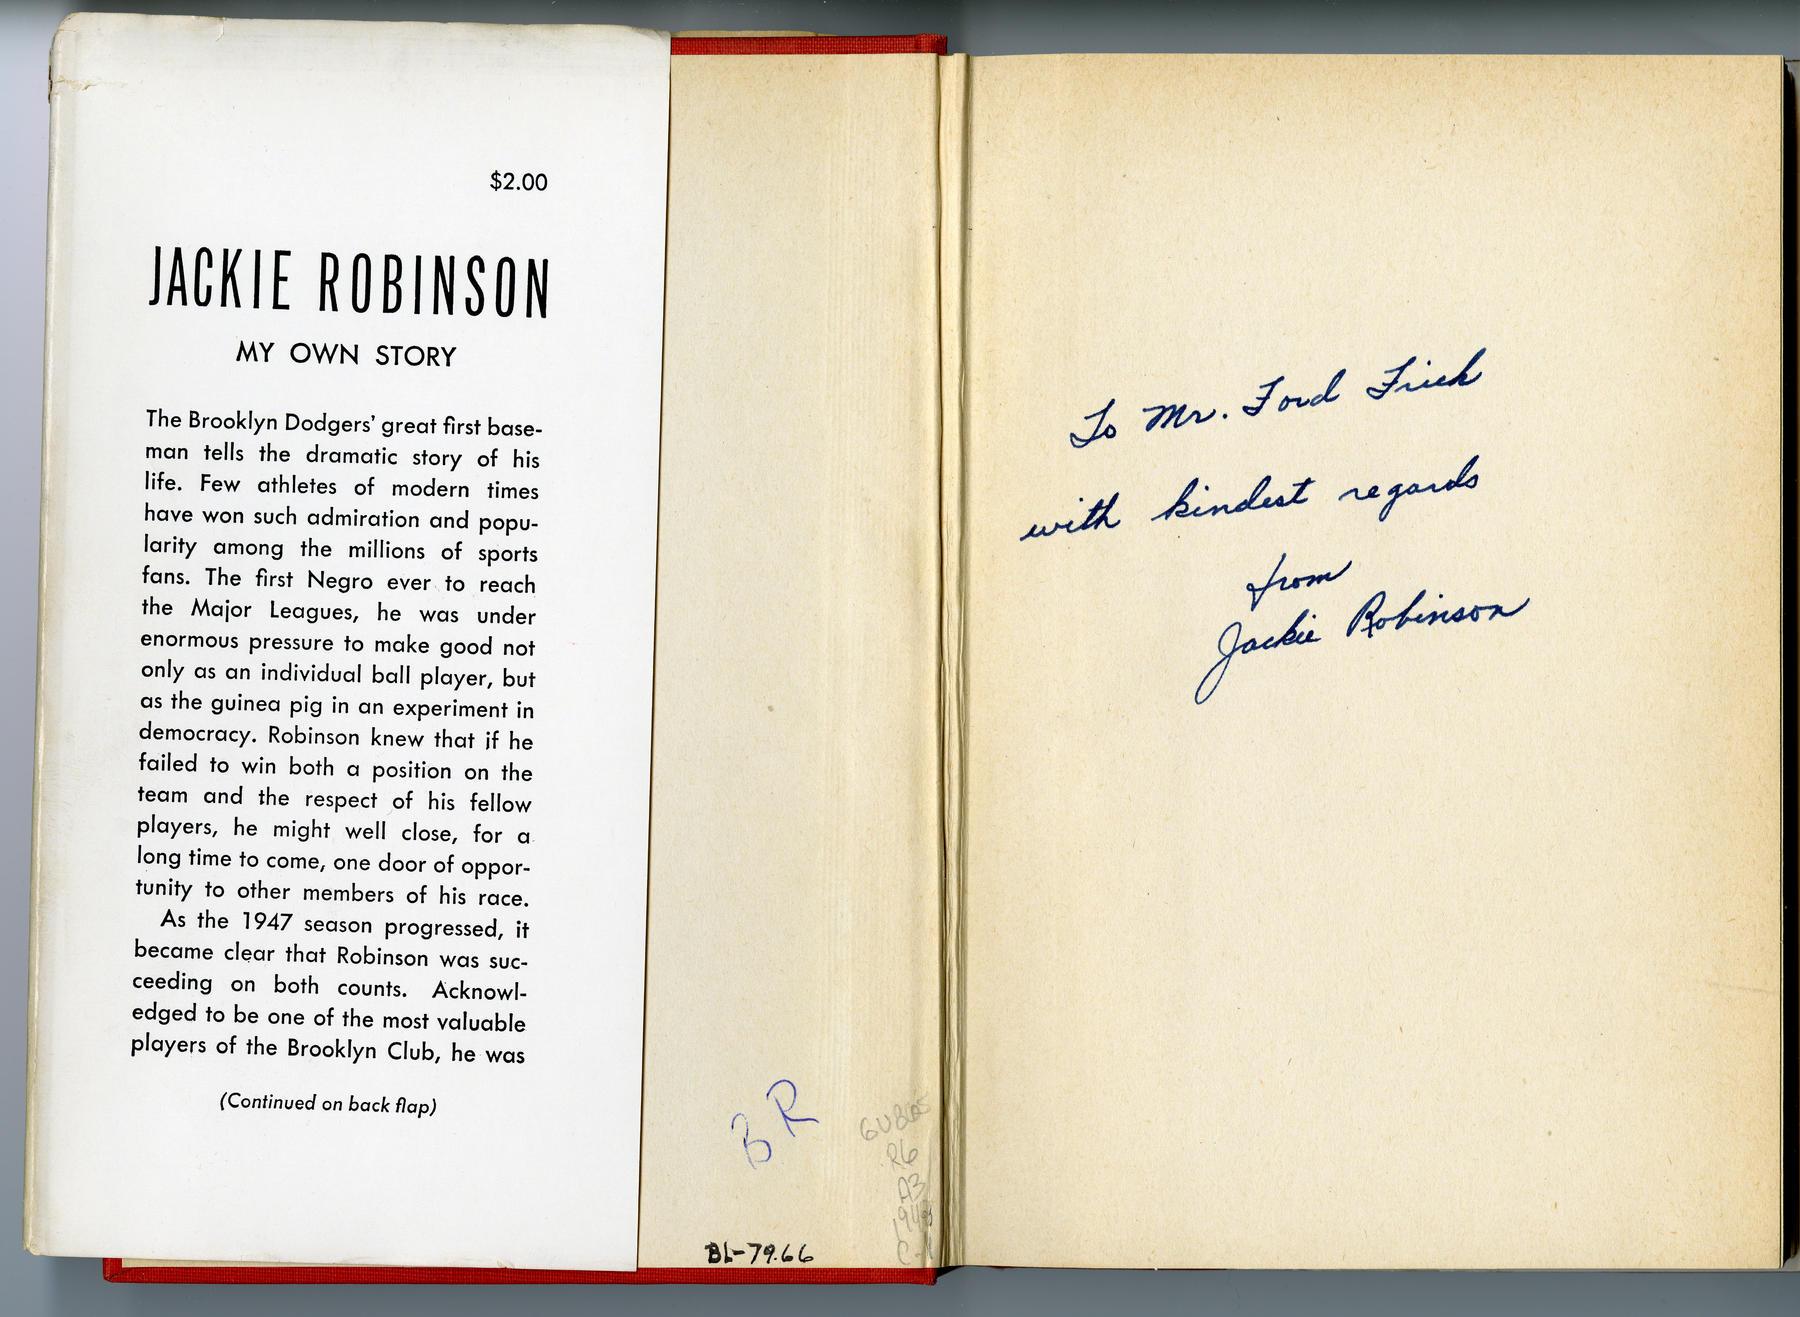 $2.00
JACKIE ROBINSON
MY OWN STORY
The Brooklyn Dodgers' great first base-
man tells the dramatic story of his
life. Few athletes of modern times
have won such admiration and popu-
larity among the millions of sports
fans. The first Negro ever to reach
the Major Leagues, he was under
enormous pressure to make good not
only as an individual ball player, but
as the guinea pig in an experiment in
democracy. Robinson knew that if he
failed to win both a position on the
team and the respect of his fellow
players, he might well close, for a
long time to come, one door of oppor-
tunity to other members of his race.
As the 1947 season progressed, it
became clear that Robinson was suc-
ceeding on both counts. Acknowl-
edged to be one of the most valuable
players of the Brooklyn Club, he was
(Continued on back flap)
BR
R6
A3
BL-79.66
To Mr. Ford Frick
with kindest regards
from
Jackie Robinson